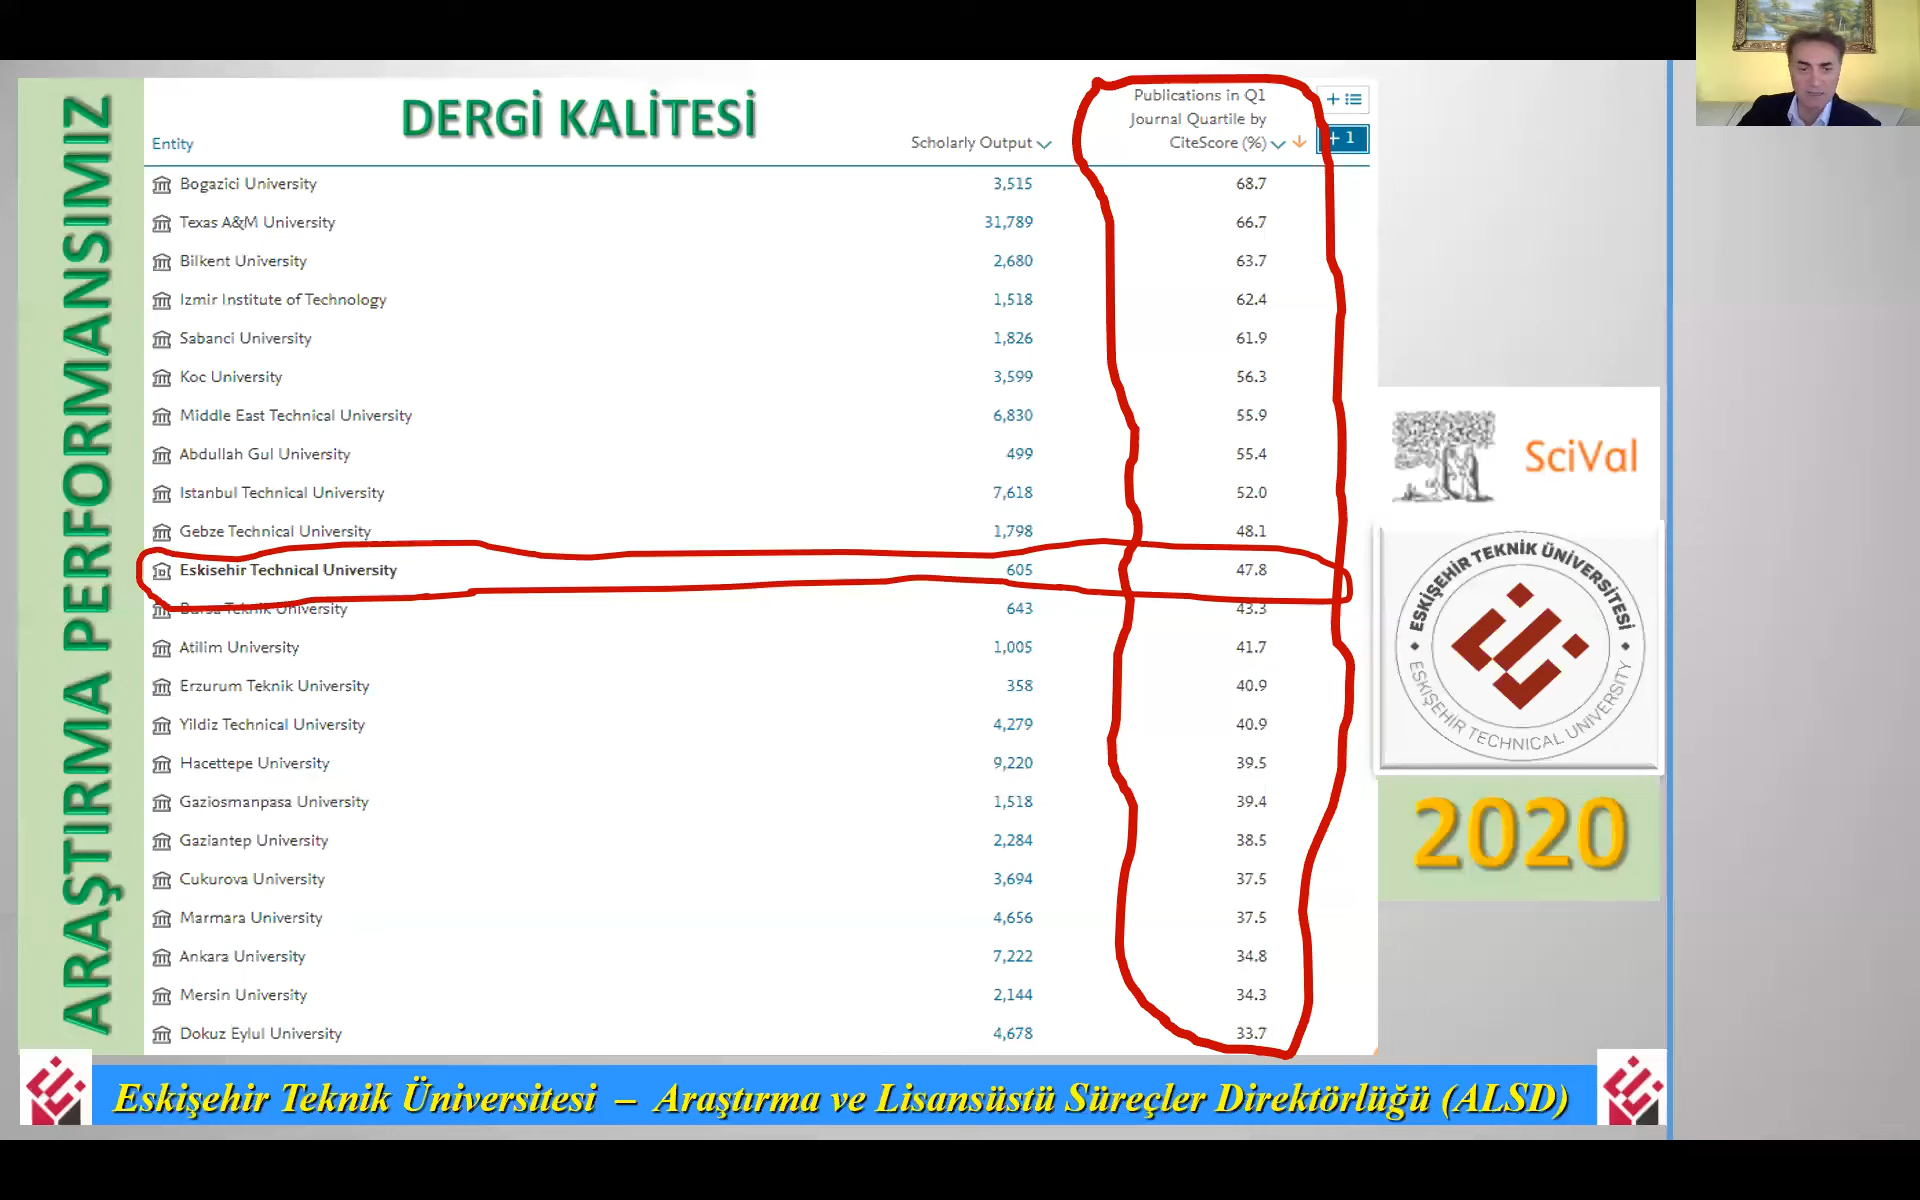 ARAŞTIRMA PERFORMANSIMIZ
DERGİ KALİTESİ
Entity Scholarly Output Publications in Q1 Journal Quartile by CiteScore (%) + 1
Bogazici University 3,515 68.7
Texas A&M University 31,789 66.7
Bilkent University 2,680 63.7
Izmir Institute of Technology 1,518 62.4
Sabanci University 1,826 61.9
Koc University 3,599 56.3
Middle East Technical University 6,830 55.9
Abdullah Gul University 499 55.4
Istanbul Technical University 7,618 52.0
Gebze Technical University 1,798 48.1
Eskisehir Technical University 605 47.8
Bursa Teknik University 643 43.3
Atilim University 1,005 41.7
Erzurum Teknik University 358 40.9
Yildiz Technical University 4,279 40.9
Hacettepe University 9,220 39.5
Gaziosmanpasa University 1,518 39.4
Gaziantep University 2,284 38.5
Cukurova University 3,694 37.5
Marmara University 4,656 37.5
Ankara University 7,222 34.8
Mersin University 2,144 34.3
Dokuz Eylul University 4,678 33.7
SciVal
ESKİŞEHİR TEKNİK ÜNİVERSİTESİ
ESKİŞEHİR TECHNICAL UNIVERSITY
2020
Eskişehir Teknik Üniversitesi – Araştırma ve Lisansüstü Süreçler Direktörlüğü (ALSD)